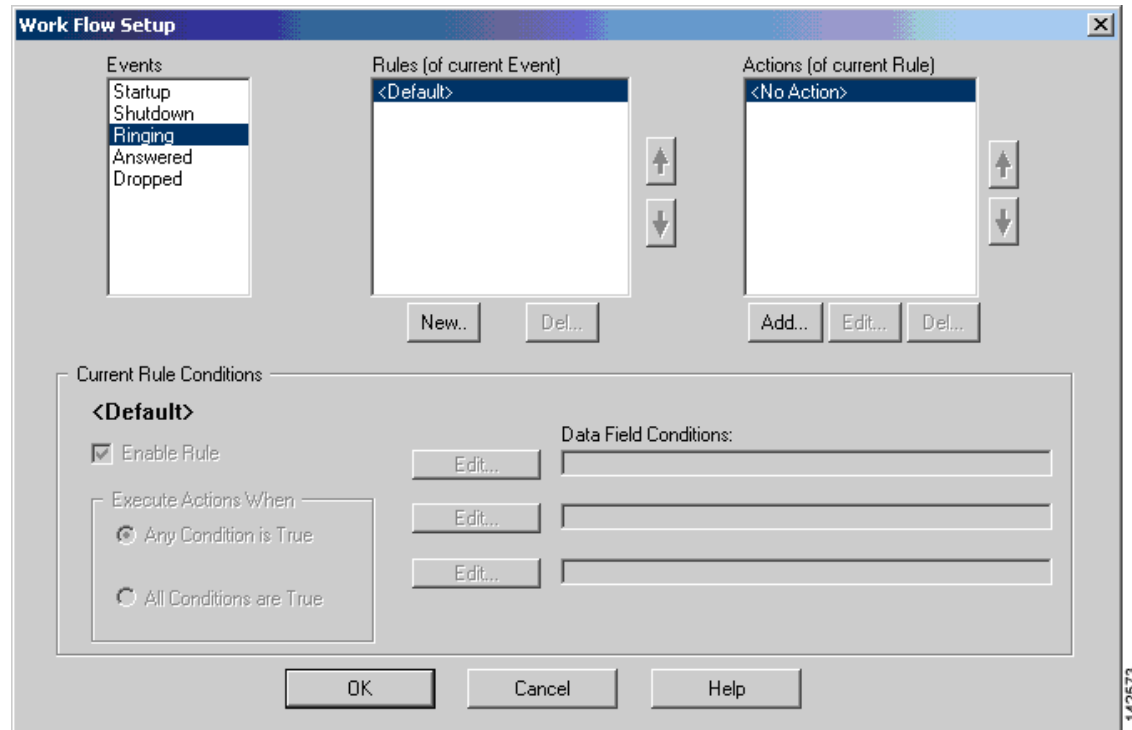 Work Flow Setup
Events
Startup
Shutdown
Ringing
Answered
Dropped
Rules (of current Event)
<Default>
New..
Del...
Actions (of current Rule)
<No Action>
Add...
Edit...
Del...
Current Rule Conditions
<Default>
Enable Rule
Execute Actions When
Any Condition is True
All Conditions are True
Data Field Conditions:
Edit...
Edit...
Edit...
OK
Cancel
Help
142573